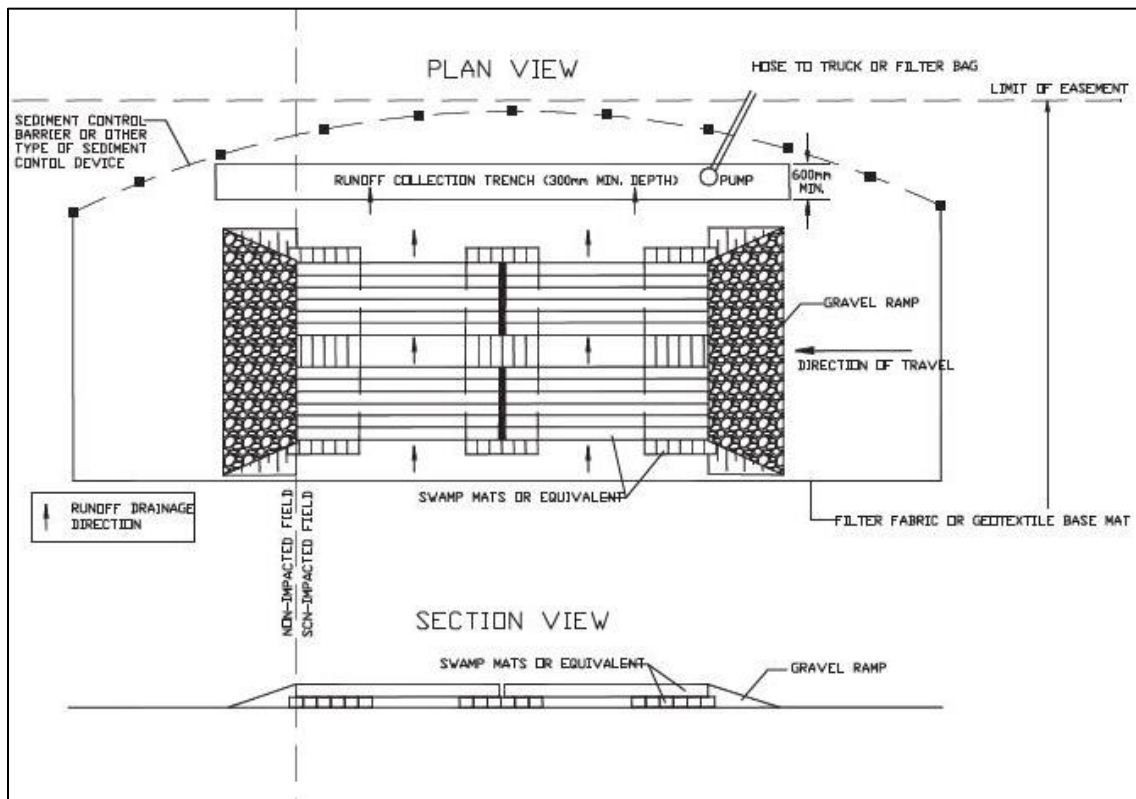 PLAN VIEW
HOSE TO TRUCK OR FILTER BAG
LIMIT OF EASEMENT
SEDIMENT CONTROL
BARRIER OR OTHER
TYPE OF SEDIMENT
CONTOL DEVICE
RUNOFF COLLECTION TRENCH (300mm MIN. DEPTH)
PUMP
600mm
MIN.
GRAVEL RAMP
DIRECTION OF TRAVEL
SWAMP MATS OR EQUIVALENT
RUNOFF DRAINAGE
DIRECTION
FILTER FABRIC OR GEOTEXTILE BASE MAT
NON-IMPACTED FIELD
SCN-IMPACTED FIELD
SECTION VIEW
SWAMP MATS OR EQUIVALENT
GRAVEL RAMP